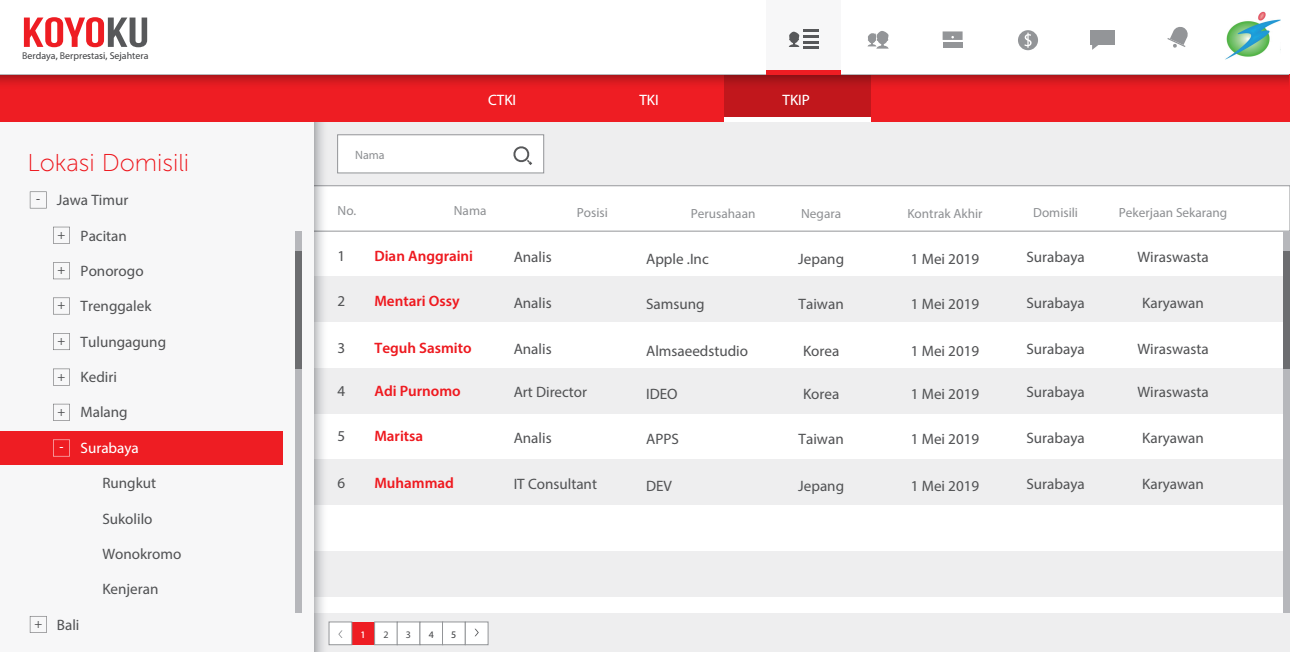 KOYOKU
Berdaya, Berprestasi, Sejahtera
$
CTKI TKI TKIP
Lokasi Domisili
- Jawa Timur
+ Pacitan
+ Ponorogo
+ Trenggalek
+ Tulungagung
+ Kediri
+ Malang
- Surabaya
Rungkut
Sukolilo
Wonokromo
Kenjeran
+ Bali
Nama
No. Nama Posisi Perusahaan Negara Kontrak Akhir Domisili Pekerjaan Sekarang
1 Dian Anggraini Analis Apple .Inc Jepang 1 Mei 2019 Surabaya Wiraswasta
2 Mentari Ossy Analis Samsung Taiwan 1 Mei 2019 Surabaya Karyawan
3 Teguh Sasmito Analis Almsaeedstudio Korea 1 Mei 2019 Surabaya Wiraswasta
4 Adi Purnomo Art Director IDEO Korea 1 Mei 2019 Surabaya Wiraswasta
5 Maritsa Analis APPS Taiwan 1 Mei 2019 Surabaya Karyawan
6 Muhammad IT Consultant DEV Jepang 1 Mei 2019 Surabaya Karyawan
< 1 2 3 4 5 >